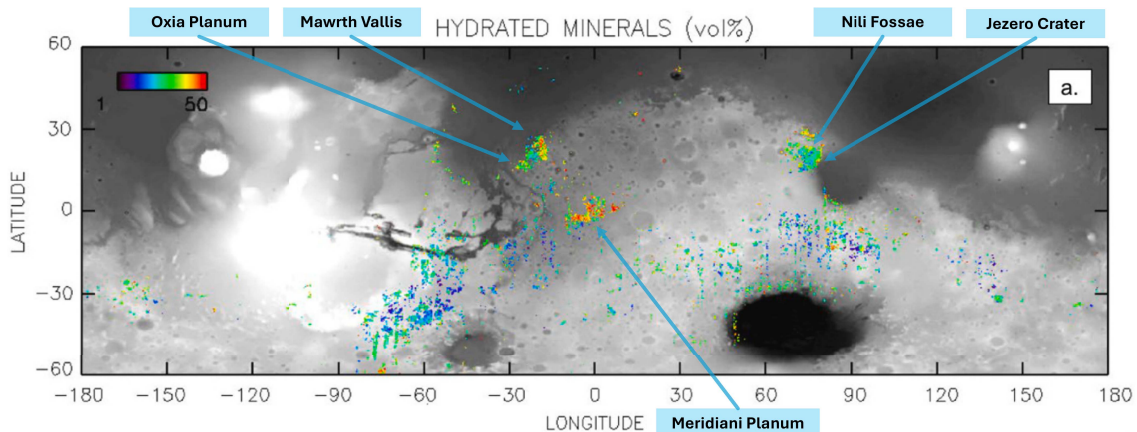 Oxia Planum
Mawrth Vallis
Nili Fossae
Jezero Crater
HYDRATED MINERALS (vol%)
60
30
0
−30
−60
LATITUDE
1
50
a.
−180
−150
−120
−90
−60
−30
0
30
60
90
120
150
180
LONGITUDE
Meridiani Planum